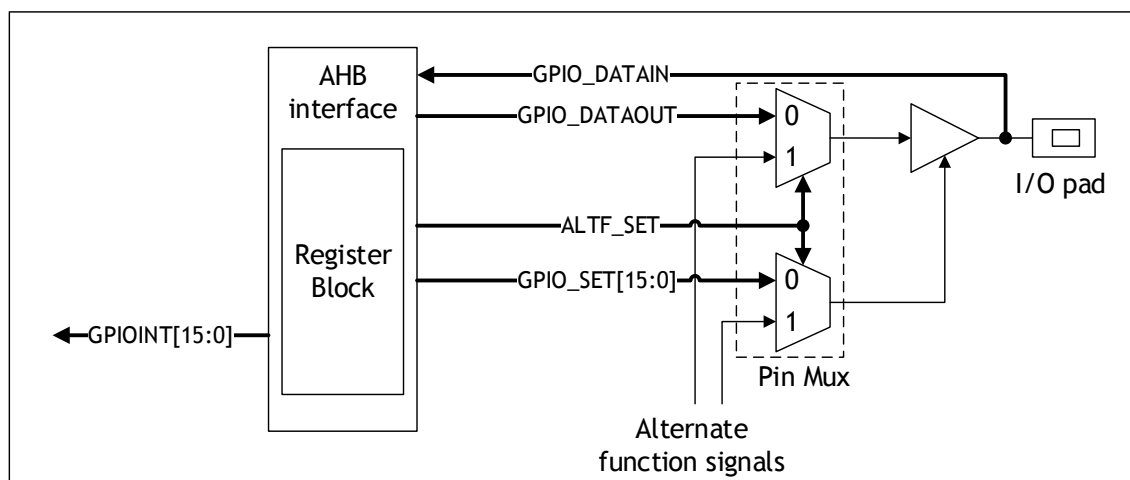 AHB
interface
GPIO_DATAIN
GPIO_DATAOUT
0
1
I/O pad
ALTF_SET
Register
Block
GPIO_SET[15:0]
0
1
GPIOINT[15:0]
Pin Mux
Alternate
function signals